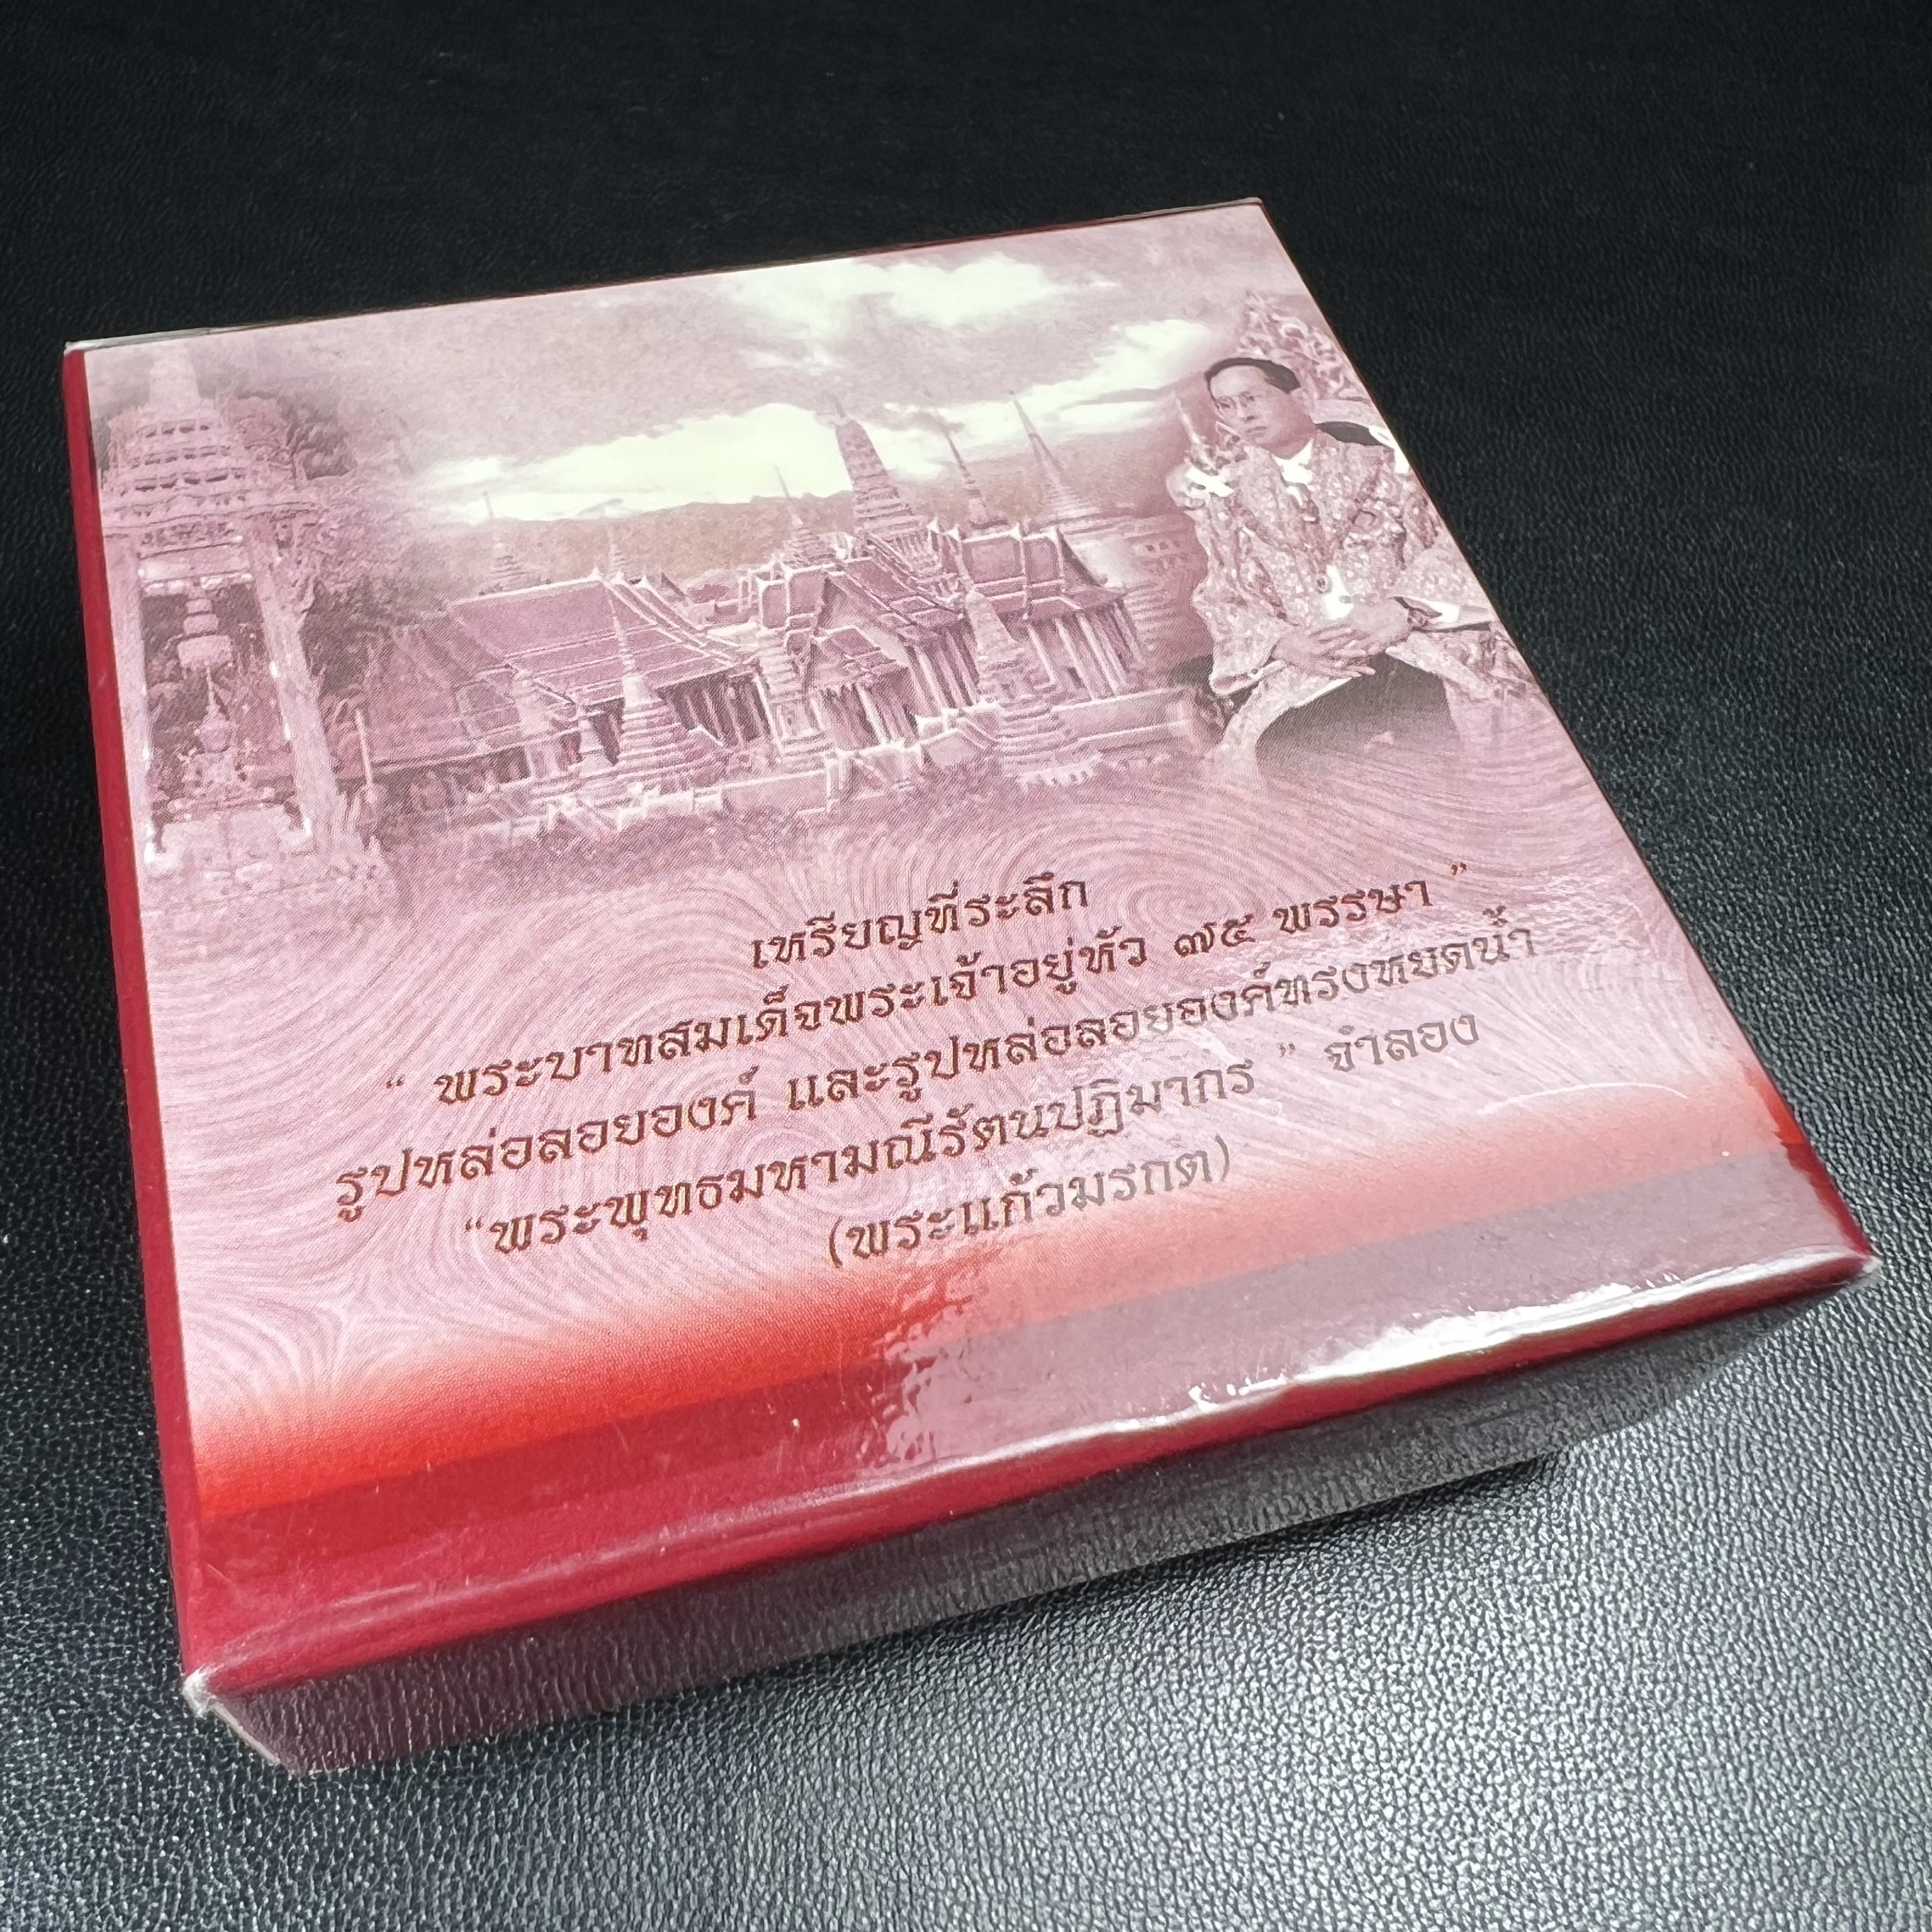 เหรียญที่ระลึก
“ พระบาทสมเด็จพระเจ้าอยู่หัว ๗๕ พรรษา ”
รูปหล่อลอยองค์ และรูปหล่อลอยองค์ทรงหยดน้ำ
“พระพุทธมหามณีรัตนปฏิมากร ” จำลอง
(พระแก้วมรกต)